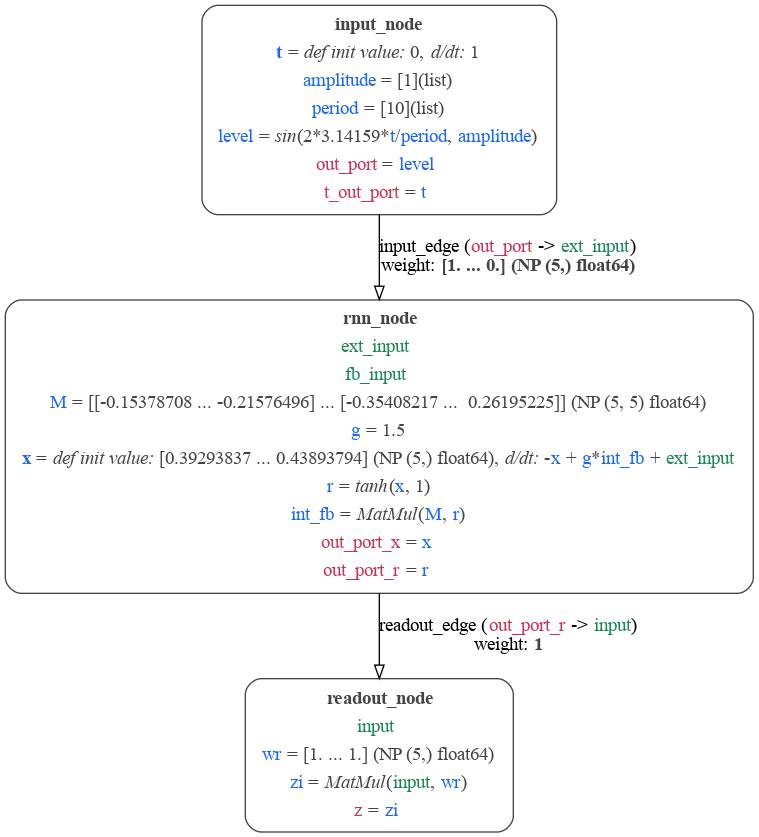 input_node
t = def init value: 0, d/dt: 1
amplitude = [1](list)
period = [10](list)
level = sin(2*3.14159*t/period, amplitude)
out_port = level
t_out_port = t
input_edge (out_port -> ext_input)
weight: [1. ... 0.] (NP (5,) float64)
rnn_node
ext_input
fb_input
M = [[-0.15378708 ... -0.21576496] ... [-0.35408217 ...  0.26195225]] (NP (5, 5) float64)
g = 1.5
x = def init value: [0.39293837 ... 0.43893794] (NP (5,) float64), d/dt: -x + g*int_fb + ext_input
r = tanh(x, 1)
int_fb = MatMul(M, r)
out_port_x = x
out_port_r = r
readout_edge (out_port_r -> input)
weight: 1
readout_node
input
wr = [1. ... 1.] (NP (5,) float64)
zi = MatMul(input, wr)
z = zi